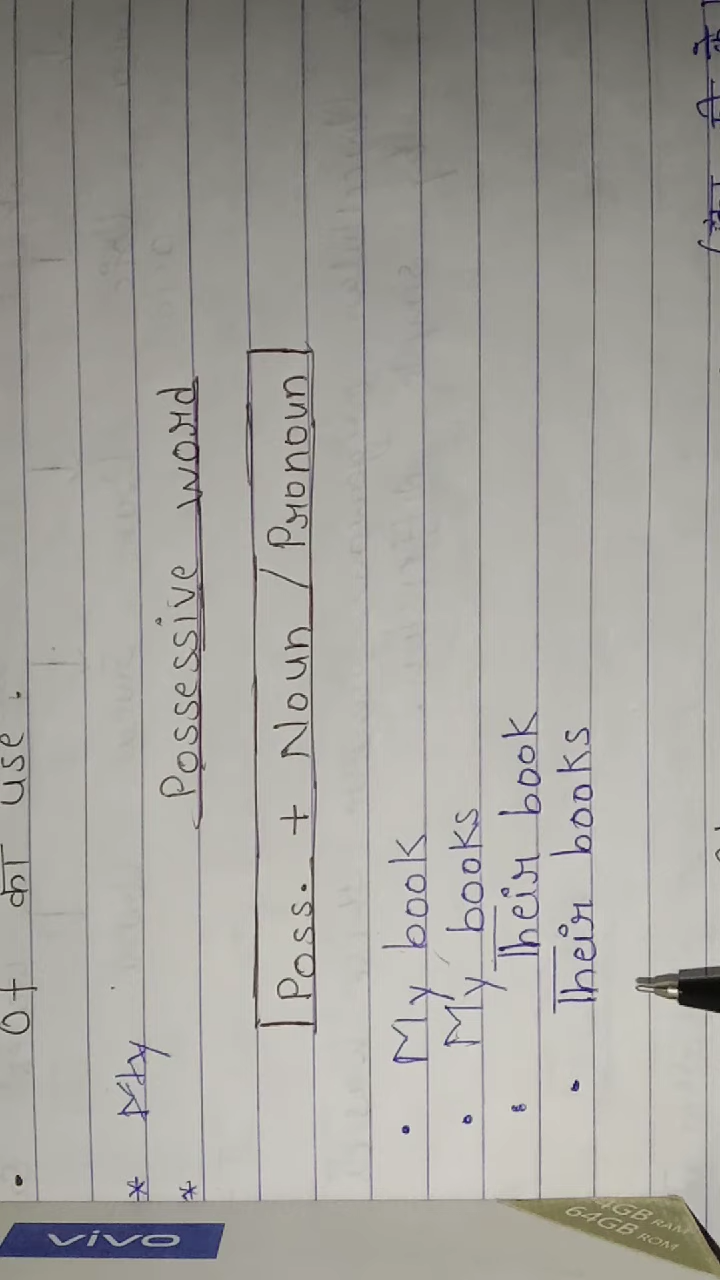 • of का use.
*
* Possessive word
Poss. + Noun / Pronoun
• My book
• My books
• Their book
• Their books
vivo
4GB RAM
64GB ROM